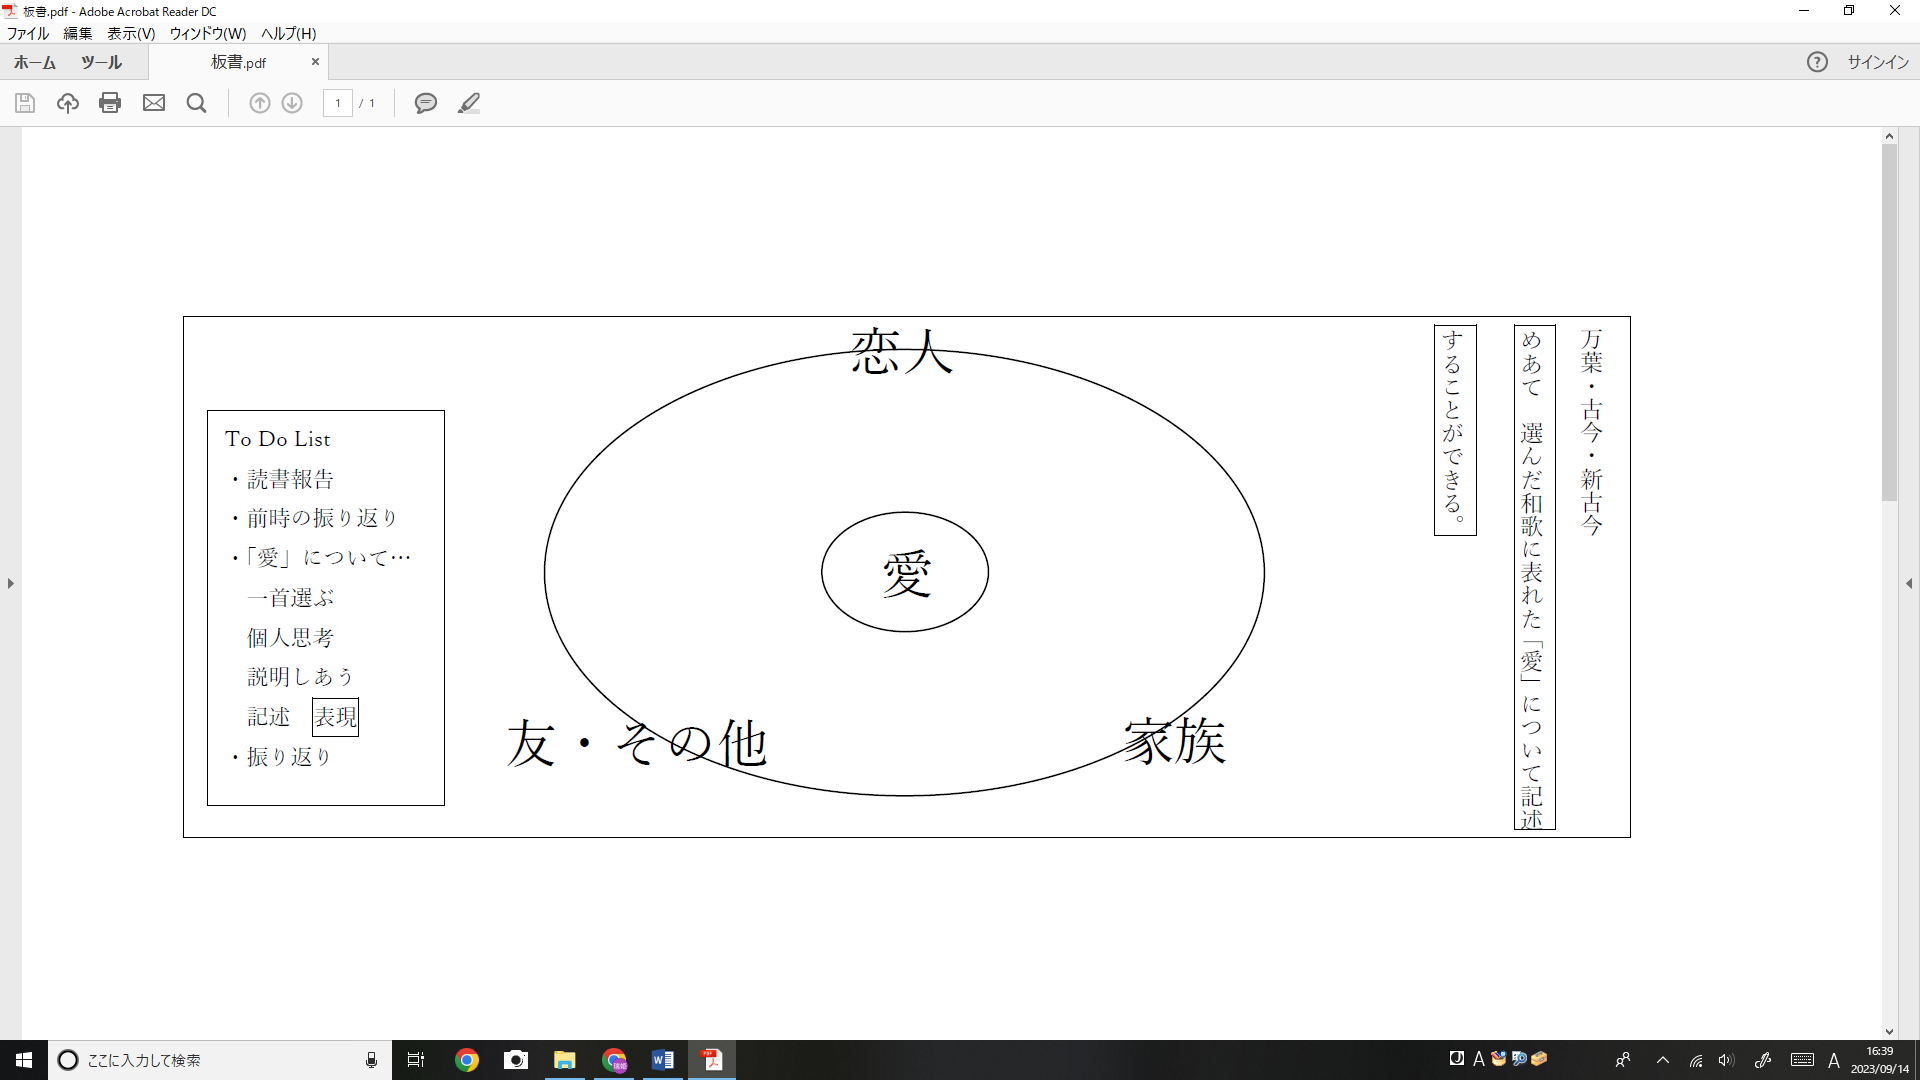 板書.pdf - Adobe Acrobat Reader DC
ファイル 編集 表示(V) ウィンドウ(W) ヘルプ(H)
ホーム ツール 板書.pdf × ? サインイン
1 / 1
万葉・古今・新古今
めあて　選んだ和歌に表れた「愛」について記述
することができる。
恋人
愛
家族
友・その他
To Do List
・読書報告
・前時の振り返り
・「愛」について…
一首選ぶ
個人思考
説明しあう
記述　表現
・振り返り
ここに入力して検索
A
A
16:39
2023/09/14